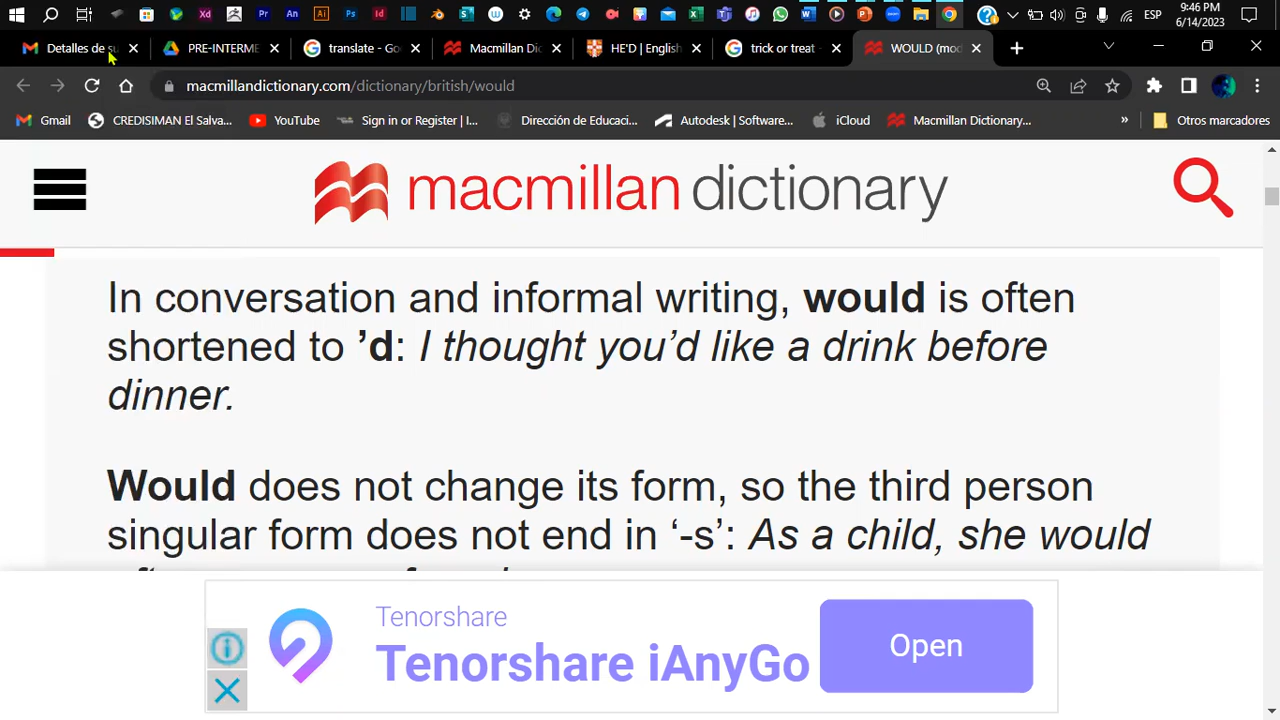 9:46 PM
ESP
6/14/2023
Detalles de su
PRE-INTERME
translate - Goo
Macmillan Dic
HE'D | English
trick or treat -
WOULD (mod
macmillandictionary.com/dictionary/british/would
Gmail
CREDISIMAN El Salva...
YouTube
Sign in or Register | I...
Dirección de Educaci...
Autodesk | Software...
iCloud
Macmillan Dictionary...
»
Otros marcadores
macmillan dictionary
In conversation and informal writing, would is often
shortened to ’d: I thought you’d like a drink before
dinner.
Would does not change its form, so the third person
singular form does not end in ‘-s’: As a child, she would
Tenorshare
Tenorshare iAnyGo
Open